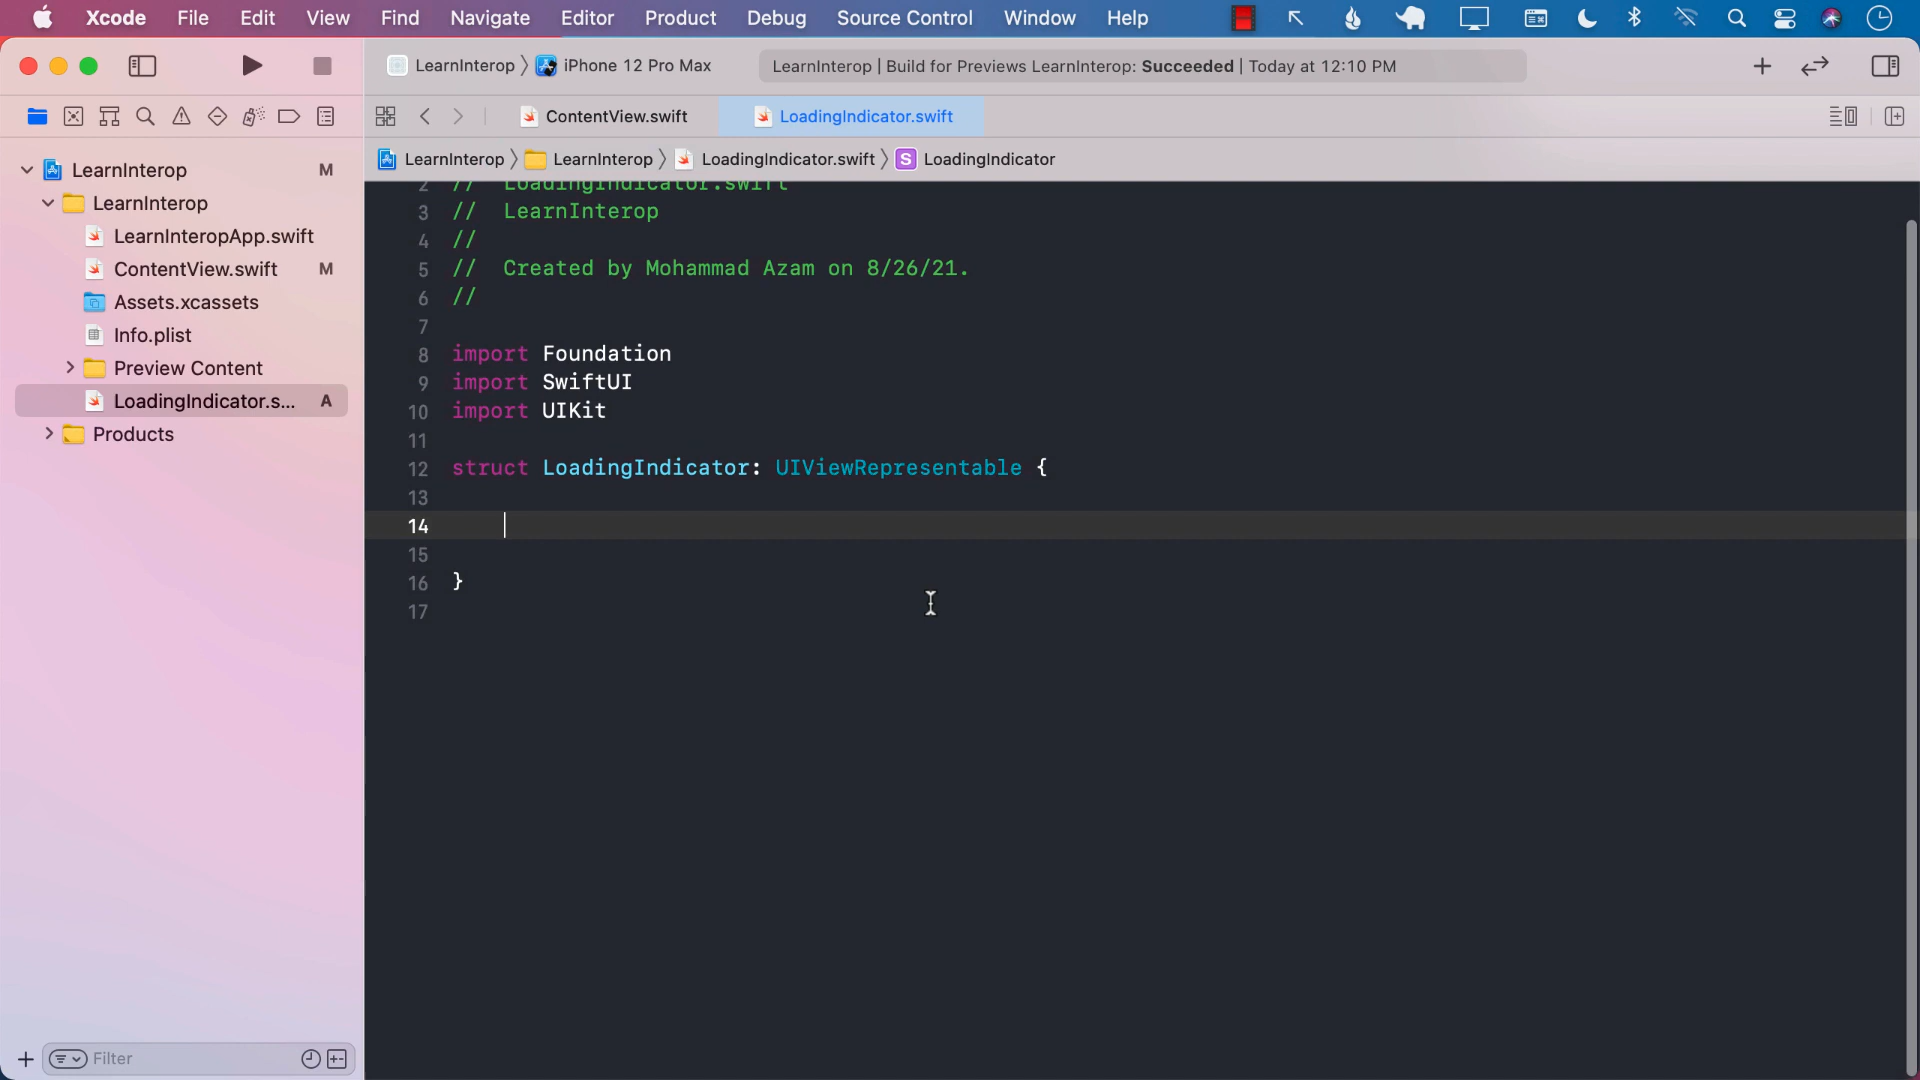 Xcode File Edit View Find Navigate Editor Product Debug Source Control Window Help
LearnInterop 〉 iPhone 12 Pro Max
LearnInterop | Build for Previews LearnInterop: Succeeded | Today at 12:10 PM
ContentView.swift
LoadingIndicator.swift
LearnInterop 〉 LearnInterop 〉 LoadingIndicator.swift 〉 S LoadingIndicator
LearnInterop M
LearnInterop
LearnInteropApp.swift
ContentView.swift M
Assets.xcassets
Info.plist
Preview Content
LoadingIndicator.s... A
Products
Filter
2 // LoadingIndicator.swift
3 // LearnInterop
4 //
5 // Created by Mohammad Azam on 8/26/21.
6 //
7
8 import Foundation
9 import SwiftUI
10 import UIKit
11
12 struct LoadingIndicator: UIViewRepresentable {
13
14
15
16 }
17